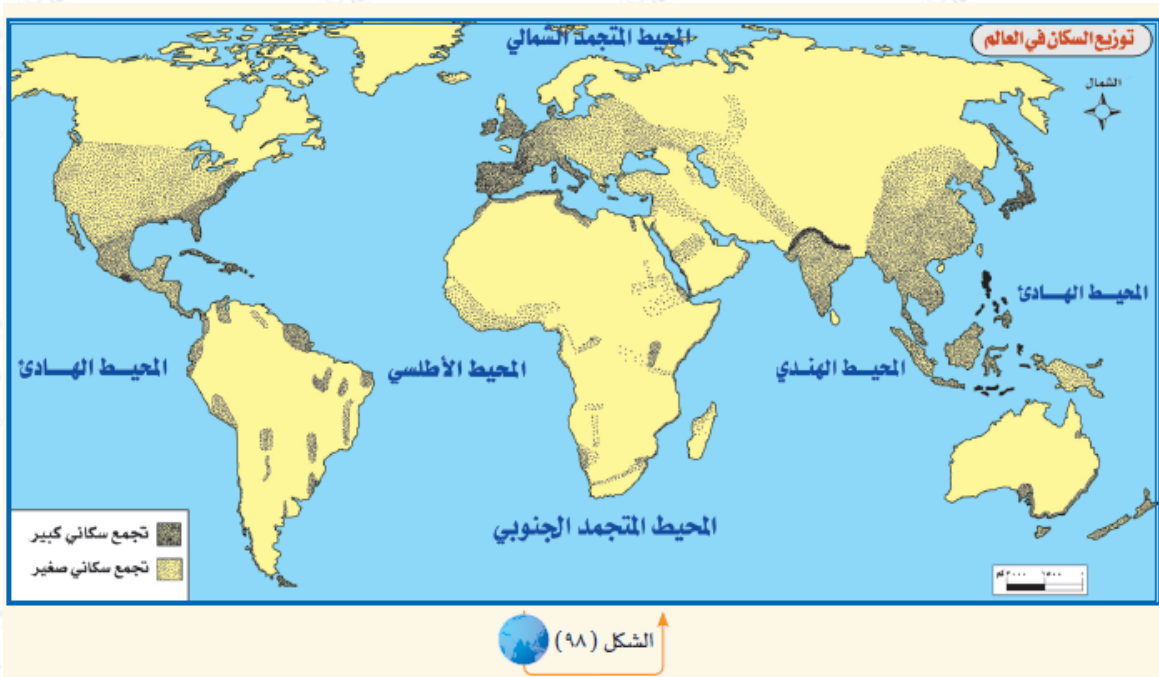 توزيع السكان في العالم
المحيط المتجمد الشمالي
الشمال
المحيط الهادئ
المحيط الهندي
المحيط الأطلسي
المحيط الهادئ
المحيط المتجمد الجنوبي
تجمع سكاني كبير
تجمع سكاني صغير
الشكل (٩٨)